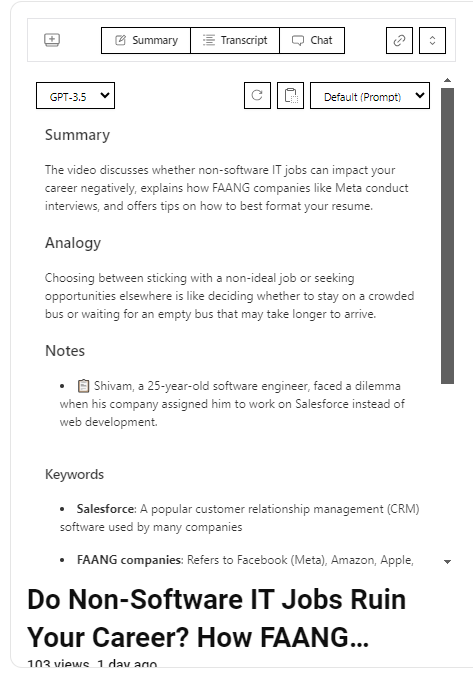 Summary Transcript Chat
GPT-3.5 Default (Prompt)
Summary
The video discusses whether non-software IT jobs can impact your
career negatively, explains how FAANG companies like Meta conduct
interviews, and offers tips on how to best format your resume.
Analogy
Choosing between sticking with a non-ideal job or seeking
opportunities elsewhere is like deciding whether to stay on a crowded
bus or waiting for an empty bus that may take longer to arrive.
Notes
• 📋 Shivam, a 25-year-old software engineer, faced a dilemma
when his company assigned him to work on Salesforce instead of
web development.
Keywords
• Salesforce: A popular customer relationship management (CRM)
software used by many companies
• FAANG companies: Refers to Facebook (Meta), Amazon, Apple,
Do Non-Software IT Jobs Ruin
Your Career? How FAANG...
103 views 1 day ago